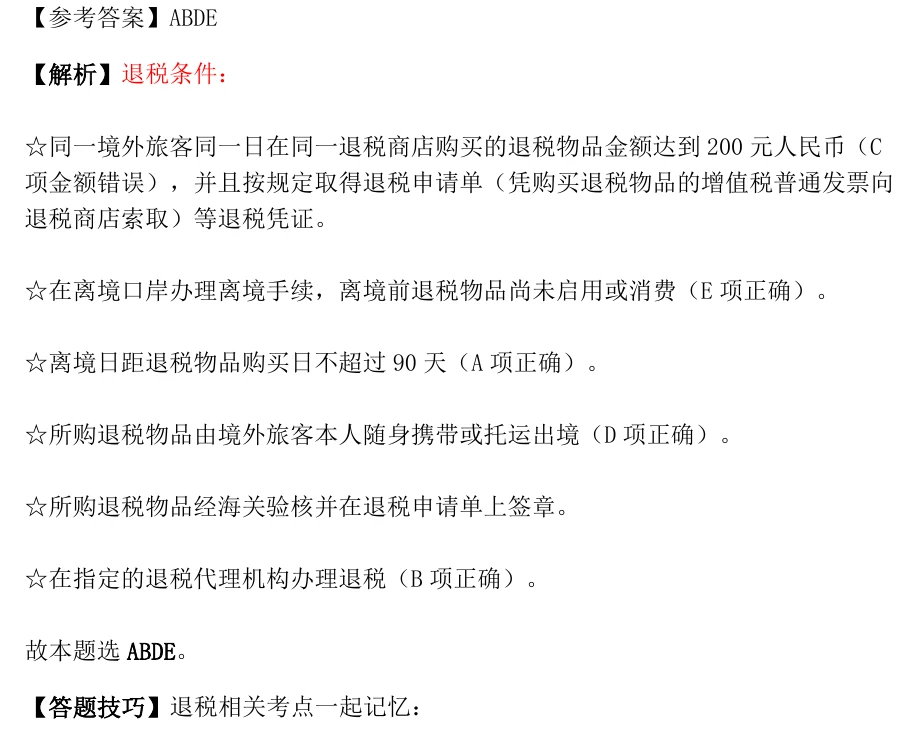 【参考答案】ABDE
【解析】退税条件：
☆同一境外旅客同一日在同一退税商店购买的退税物品金额达到 200 元人民币（C
项金额错误），并且按规定取得退税申请单（凭购买退税物品的增值税普通发票向
退税商店索取）等退税凭证。
☆在离境口岸办理离境手续，离境前退税物品尚未启用或消费（E 项正确）。
☆离境日距退税物品购买日不超过 90 天（A 项正确）。
☆所购退税物品由境外旅客本人随身携带或托运出境（D 项正确）。
☆所购退税物品经海关验核并在退税申请单上签章。
☆在指定的退税代理机构办理退税（B 项正确）。
故本题选 ABDE。
【答题技巧】退税相关考点一起记忆：